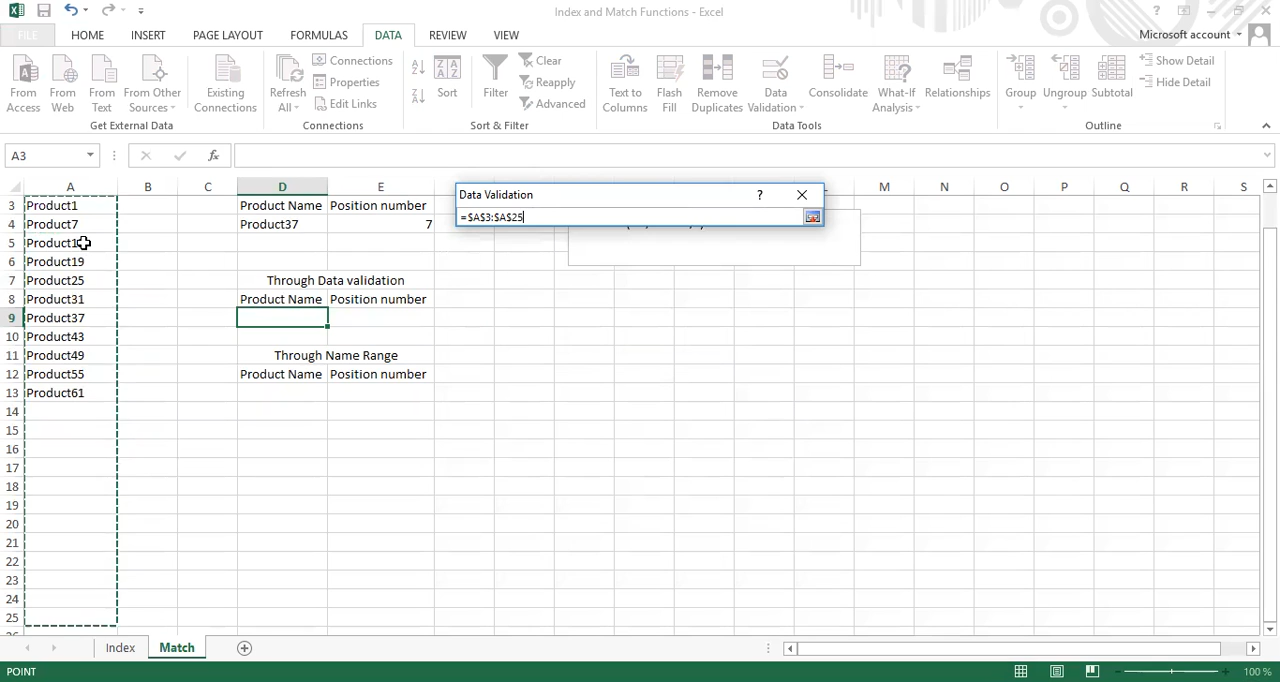 Index and Match Functions - Excel
FILE HOME INSERT PAGE LAYOUT FORMULAS DATA REVIEW VIEW Microsoft account
From Access
From Web
From Text
From Other Sources
Existing Connections
Get External Data
Refresh All
Connections
Properties
Edit Links
Connections
Sort
Filter
Clear
Reapply
Advanced
Sort & Filter
Text to Columns
Flash Fill
Remove Duplicates
Data Validation
Consolidate
What-If Analysis
Relationships
Data Tools
Group
Ungroup
Subtotal
Show Detail
Hide Detail
Outline
A3 fx
Data Validation ? ×
=$A$3:$A$25
A B C D E M N O P Q R S
3 Product1 Product Name Position number
4 Product7 Product37 7
5
6 Product19
7 Product25 Through Data validation
8 Product31 Product Name Position number
9 Product37
10 Product43
11 Product49 Through Name Range
12 Product55 Product Name Position number
13 Product61
14
15
16
17
18
19
20
21
22
23
24
25
Index Match
POINT 100 %